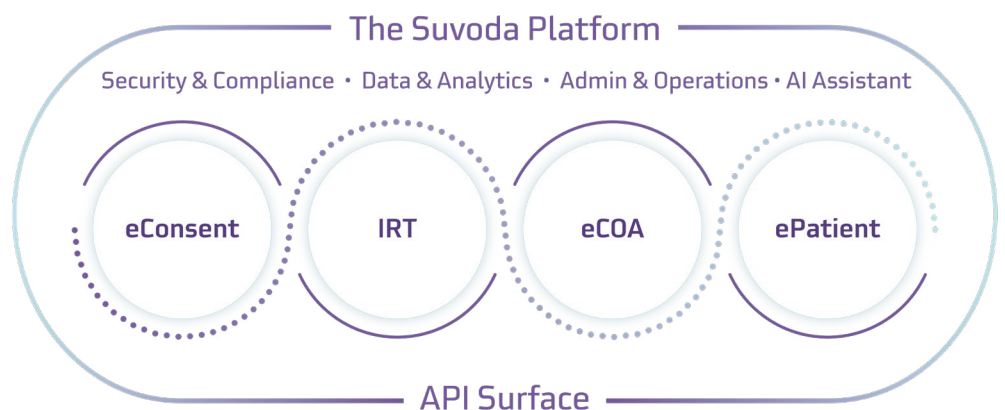 The Suvoda Platform
Security & Compliance • Data & Analytics • Admin & Operations • AI Assistant
eConsent
IRT
eCOA
ePatient
API Surface